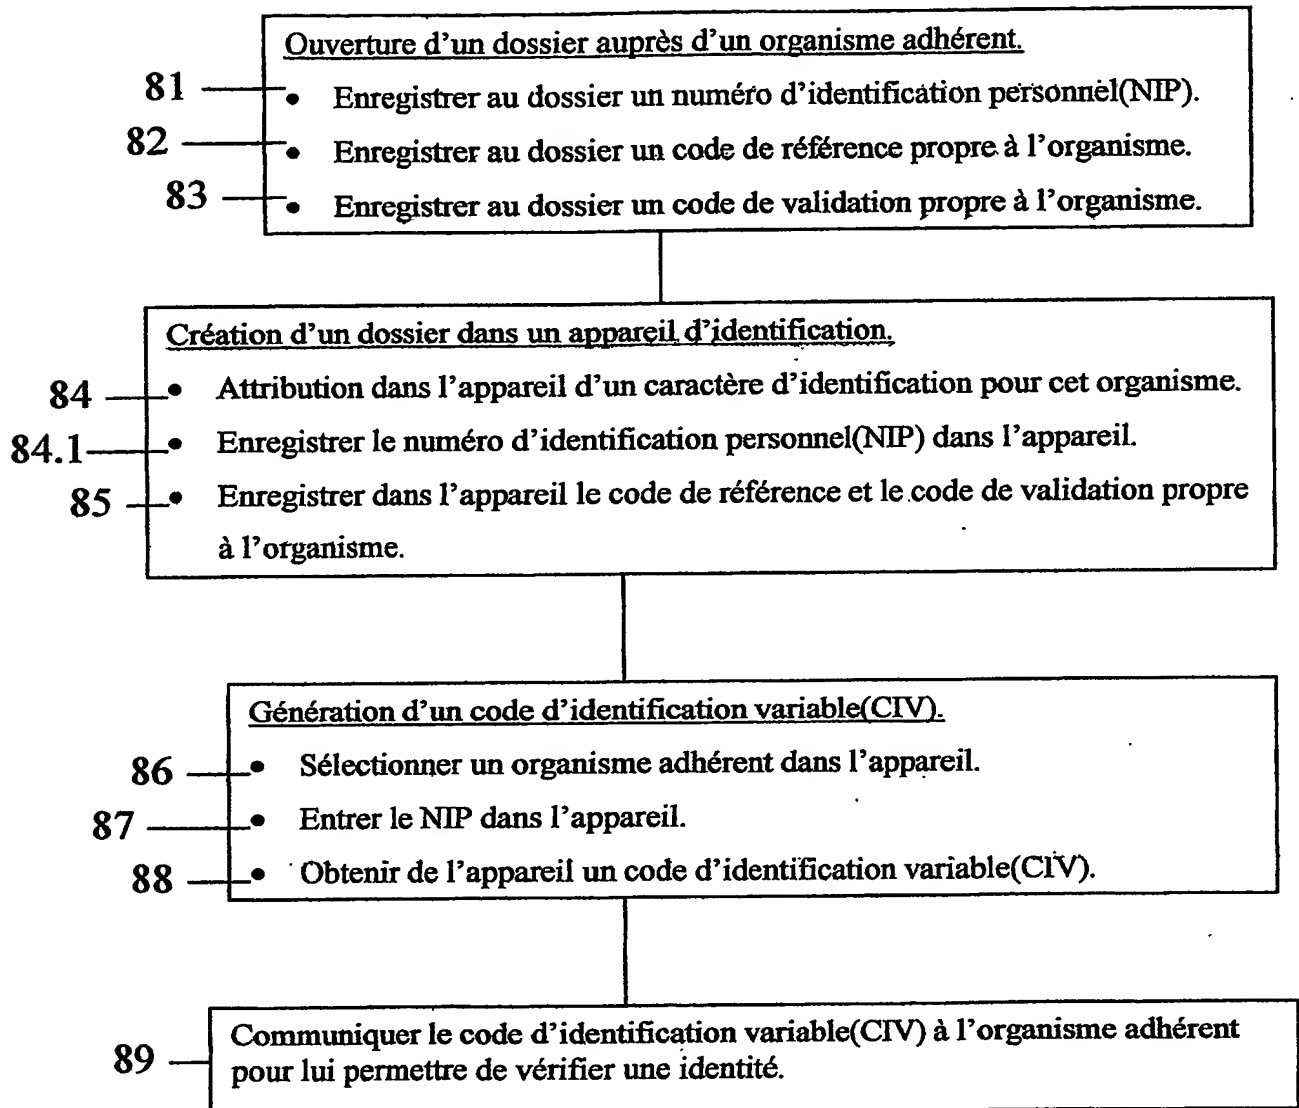 Ouverture d'un dossier auprès d'un organisme adhérent.
81 • Enregistrer au dossier un numéro d'identification personnel(NIP).
82 • Enregistrer au dossier un code de référence propre à l'organisme.
83 • Enregistrer au dossier un code de validation propre à l'organisme.
Création d'un dossier dans un appareil d'identification.
84 • Attribution dans l'appareil d'un caractère d'identification pour cet organisme.
84.1 • Enregistrer le numéro d'identification personnel(NIP) dans l'appareil.
85 • Enregistrer dans l'appareil le code de référence et le code de validation propre
à l'organisme.
Génération d'un code d'identification variable(CIV).
86 • Sélectionner un organisme adhérent dans l'appareil.
87 • Entrer le NIP dans l'appareil.
88 • Obtenir de l'appareil un code d'identification variable(CIV).
Communiquer le code d'identification variable(CIV) à l'organisme adhérent
89 pour lui permettre de vérifier une identité.